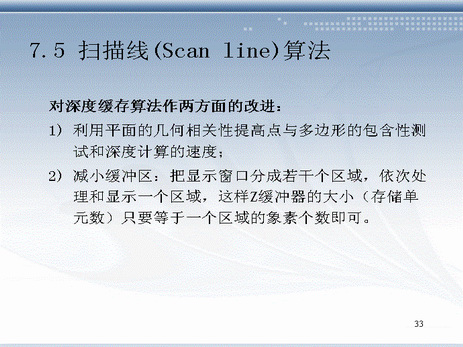 7.5 扫描线(Scan line)算法
对深度缓存算法作两方面的改进：
1) 利用平面的几何相关性提高点与多边形的包含性测
试和深度计算的速度；
2) 减小缓冲区：把显示窗口分成若干个区域，依次处
理和显示一个区域，这样Z缓冲器的大小（存储单
元数）只要等于一个区域的象素个数即可。
33